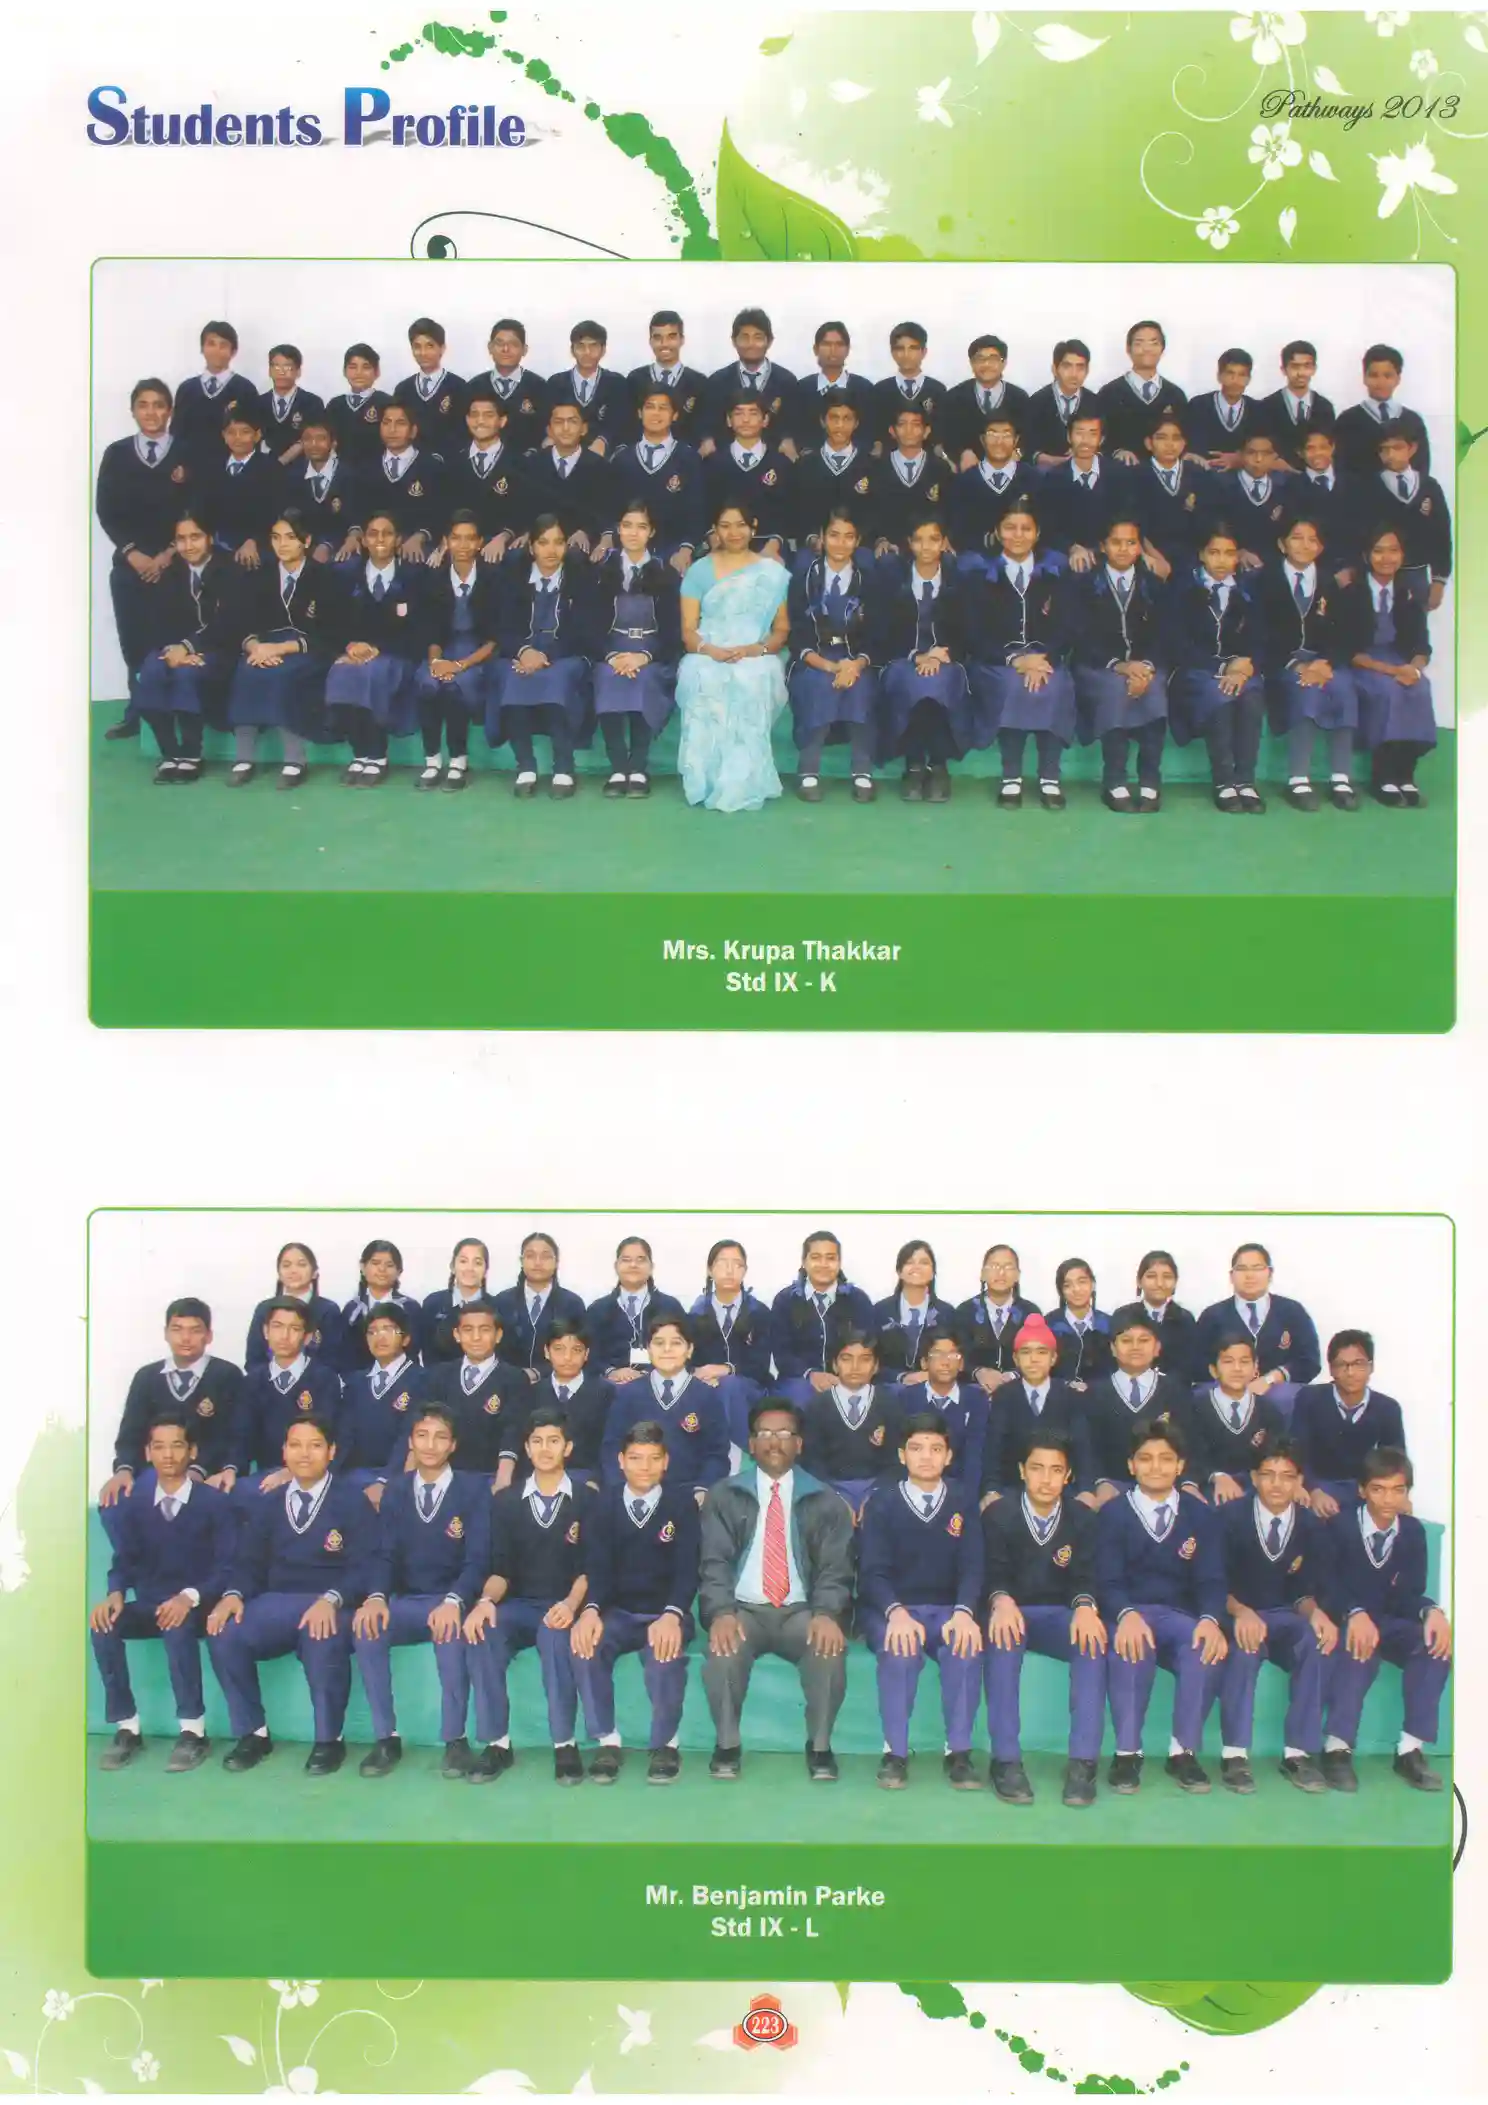 Students Profile
Pathways 2013
Mrs. Krupa Thakkar
Std IX - K
Mr. Benjamin Parke
Std IX - L
223